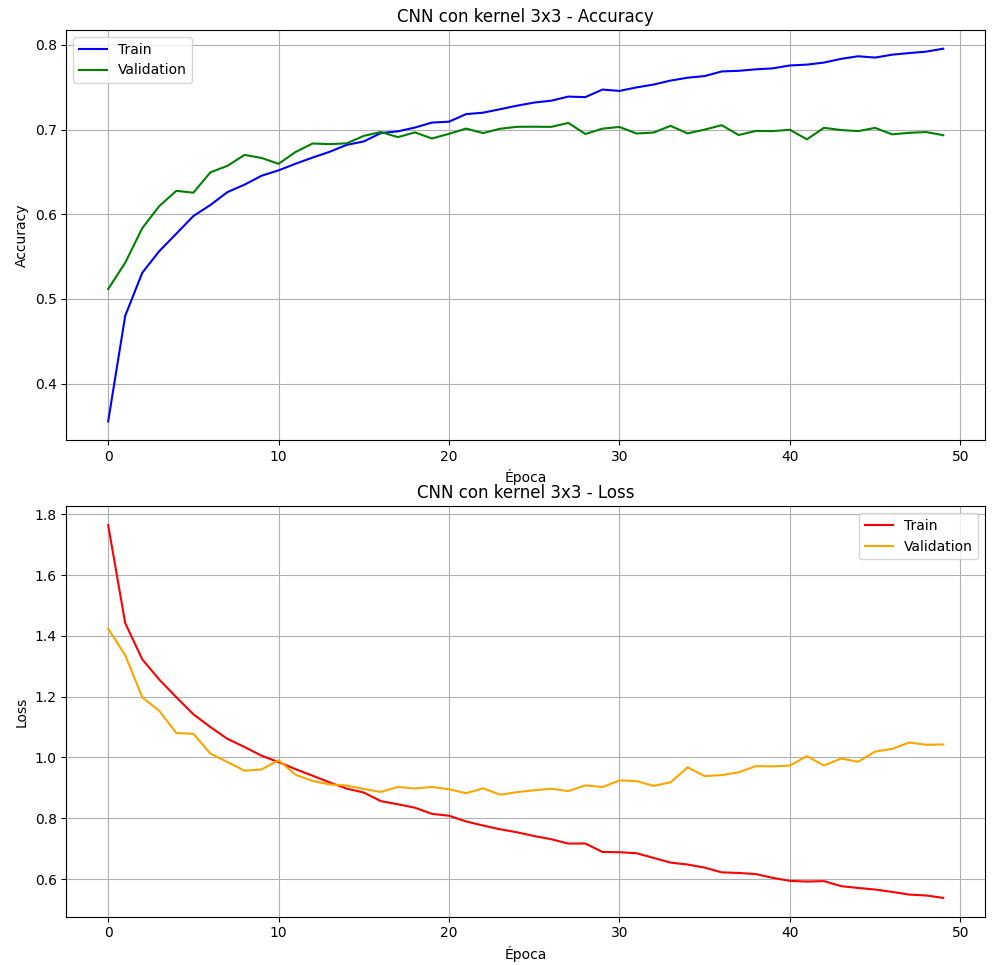 CNN con kernel 3x3 - Accuracy
Train
Validation
0.8
0.7
0.6
0.5
0.4
Accuracy
0 10 20 30 40 50
Época
CNN con kernel 3x3 - Loss
Train
Validation
1.8
1.6
1.4
1.2
1.0
0.8
0.6
Loss
0 10 20 30 40 50
Época